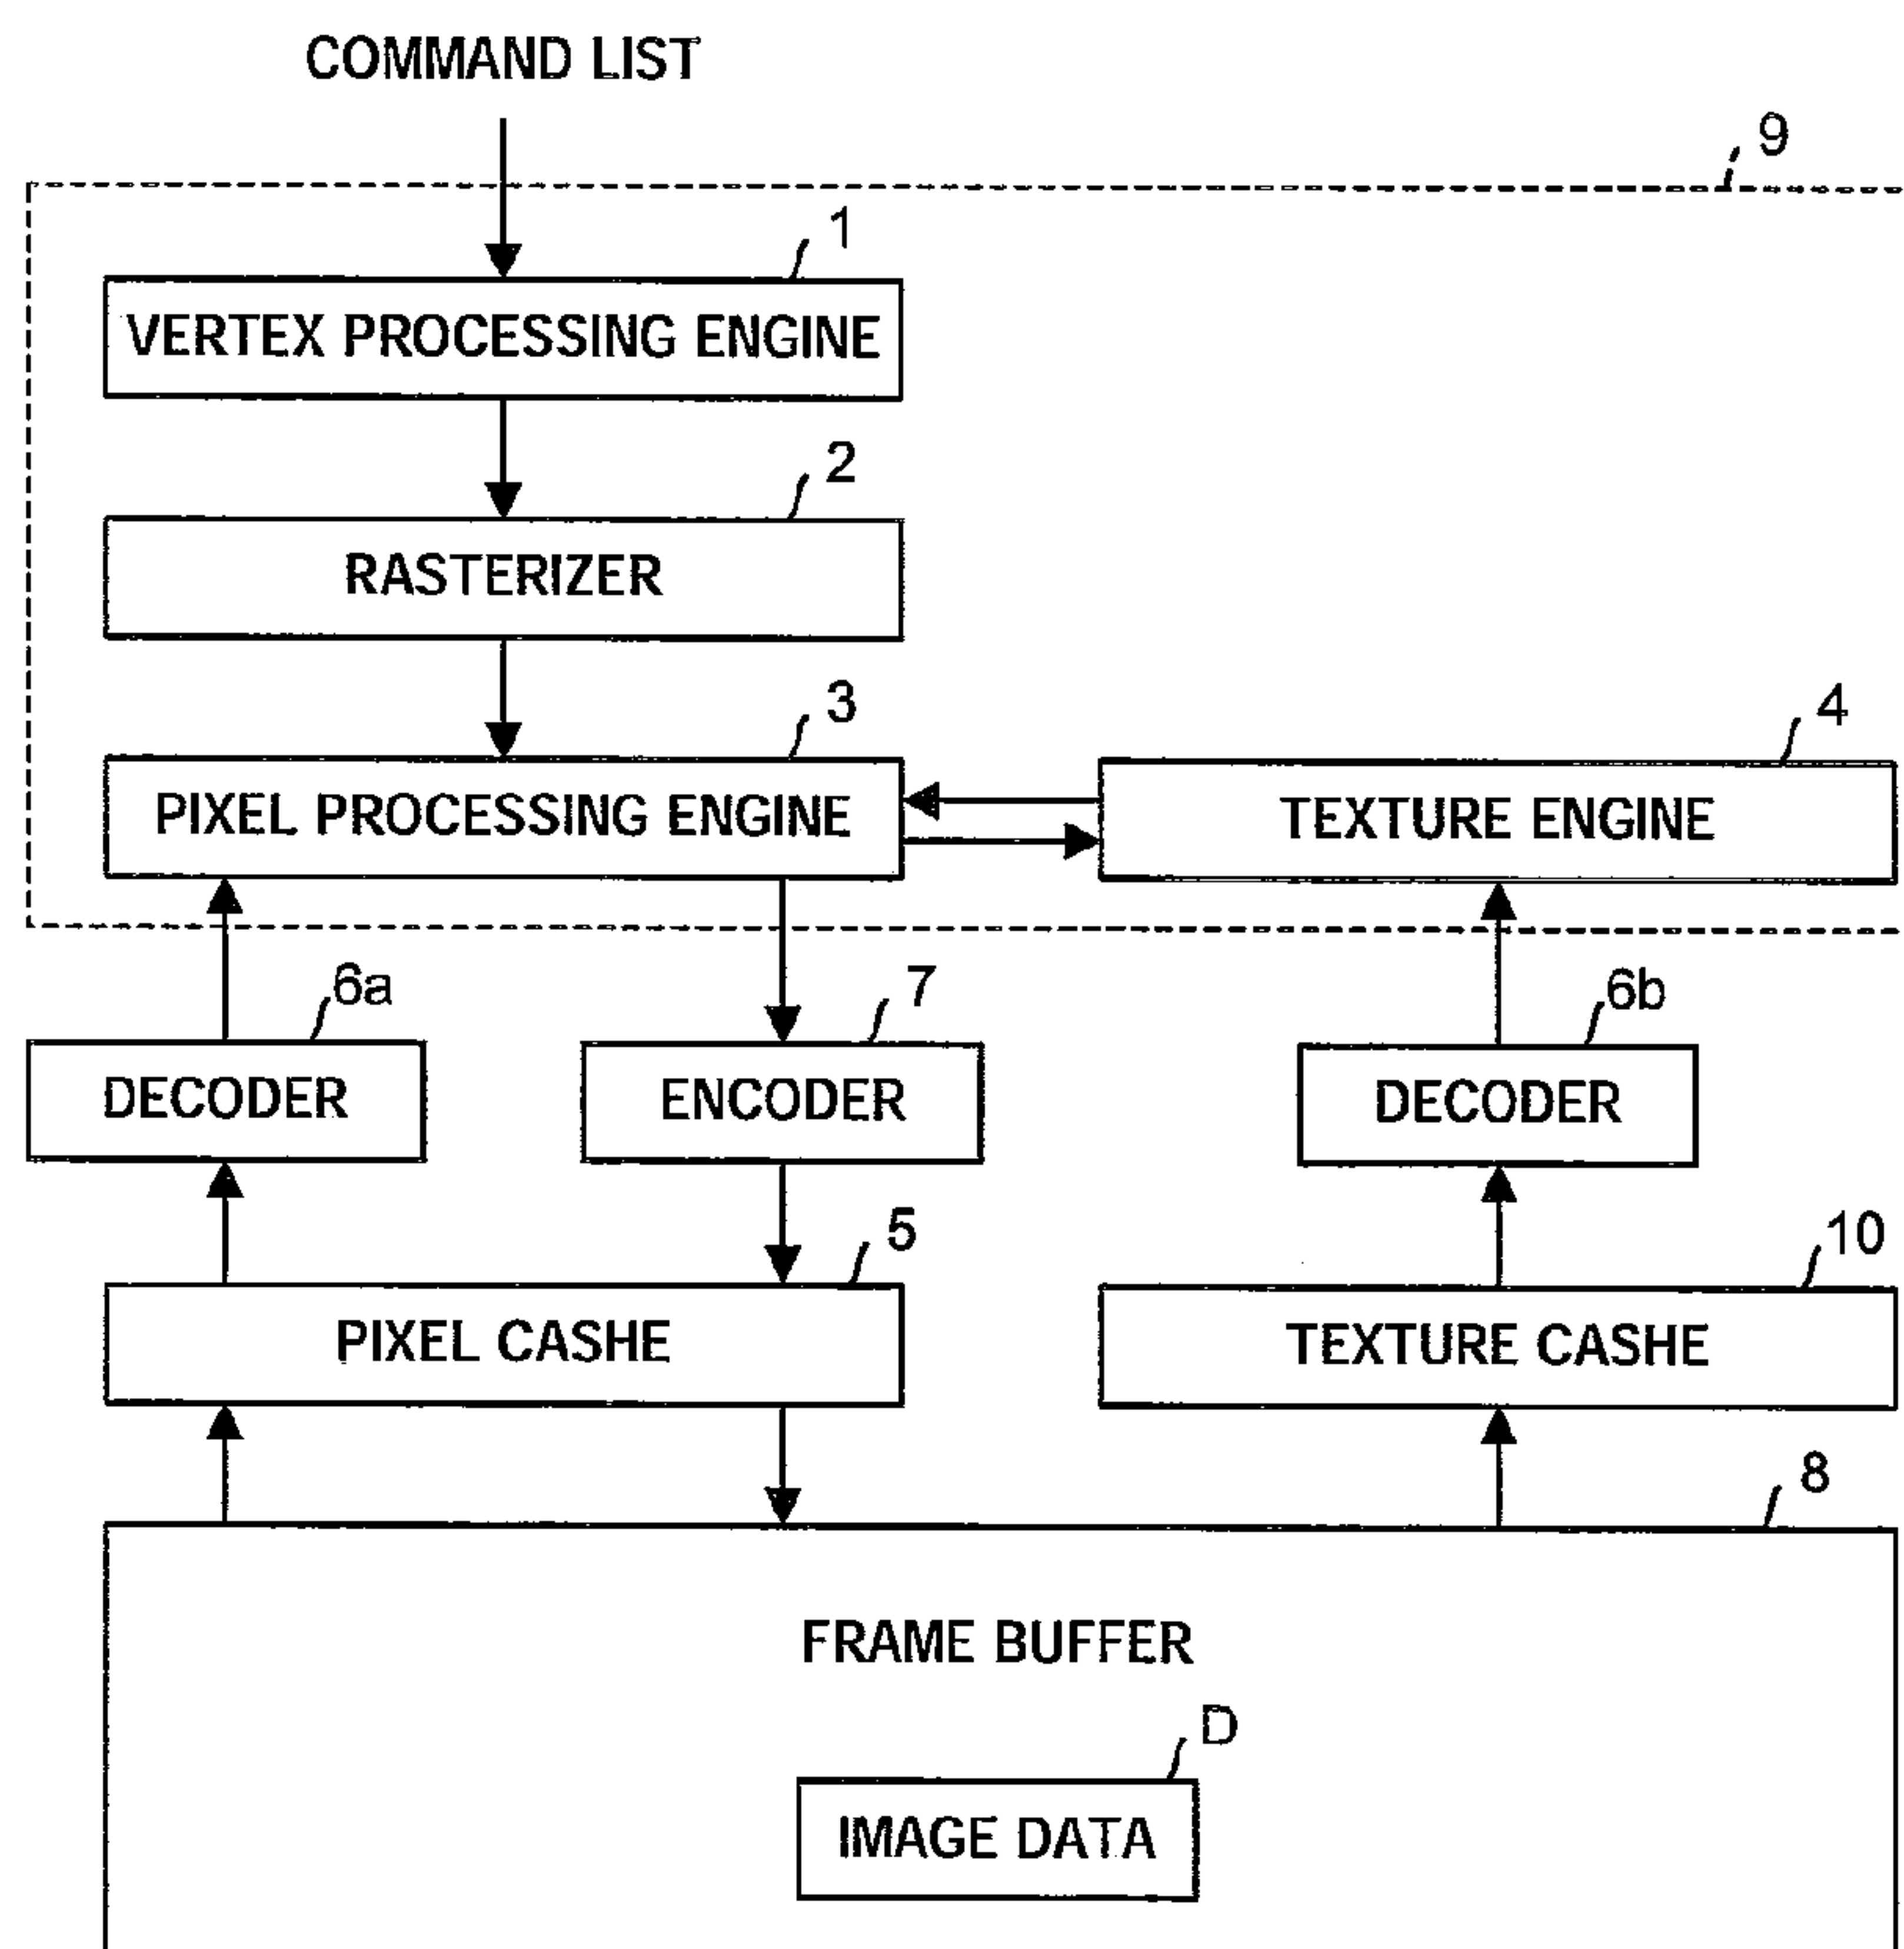 COMMAND LIST
9
1
VERTEX PROCESSING ENGINE
2
RASTERIZER
3
4
PIXEL PROCESSING ENGINE
TEXTURE ENGINE
6a
7
6b
DECODER
ENCODER
DECODER
5
10
PIXEL CASHE
TEXTURE CASHE
8
FRAME BUFFER
D
IMAGE DATA